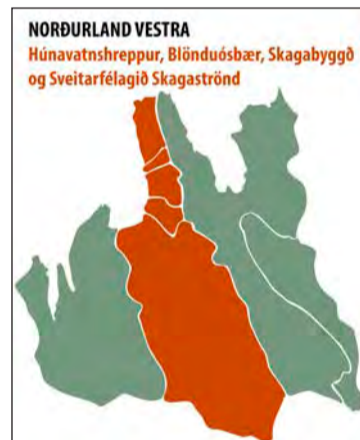 NORÐURLAND VESTRA
Húnavatnshreppur, Blönduósbær, Skagabyggð
og Sveitarfélagið Skagaströnd